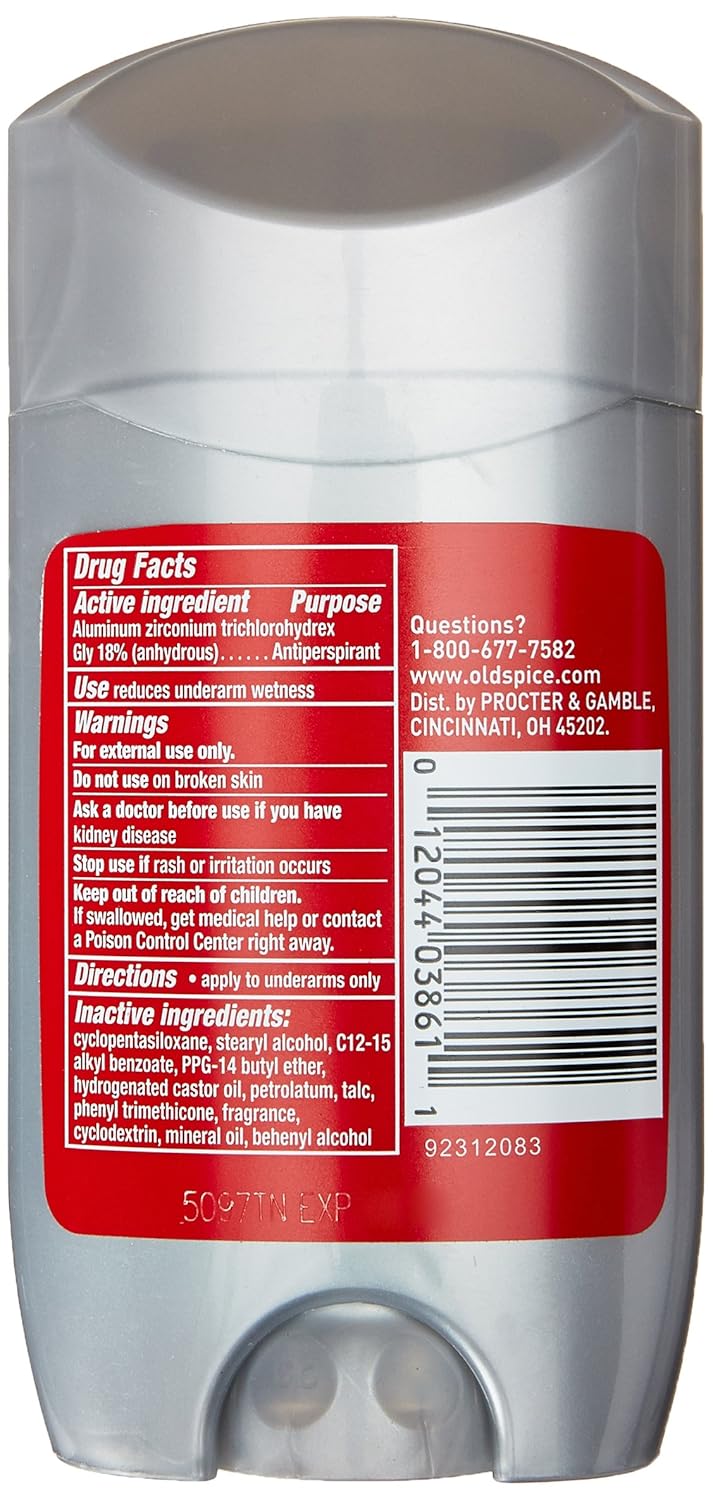 Drug Facts
Active ingredient Purpose
Aluminum zirconium trichlorohydrex
Gly 18% (anhydrous)...... Antiperspirant
Use reduces underarm wetness
Warnings
For external use only.
Do not use on broken skin
Ask a doctor before use if you have
kidney disease
Stop use if rash or irritation occurs
Keep out of reach of children.
If swallowed, get medical help or contact
a Poison Control Center right away.
Directions • apply to underarms only
Inactive ingredients:
cyclopentasiloxane, stearyl alcohol, C12-15
alkyl benzoate, PPG-14 butyl ether,
hydrogenated castor oil, petrolatum, talc,
phenyl trimethicone, fragrance,
cyclodextrin, mineral oil, behenyl alcohol
Questions?
1-800-677-7582
www.oldspice.com
Dist. by PROCTER & GAMBLE,
CINCINNATI, OH 45202.
0 12044 03861 1
92312083
5097TN EXP